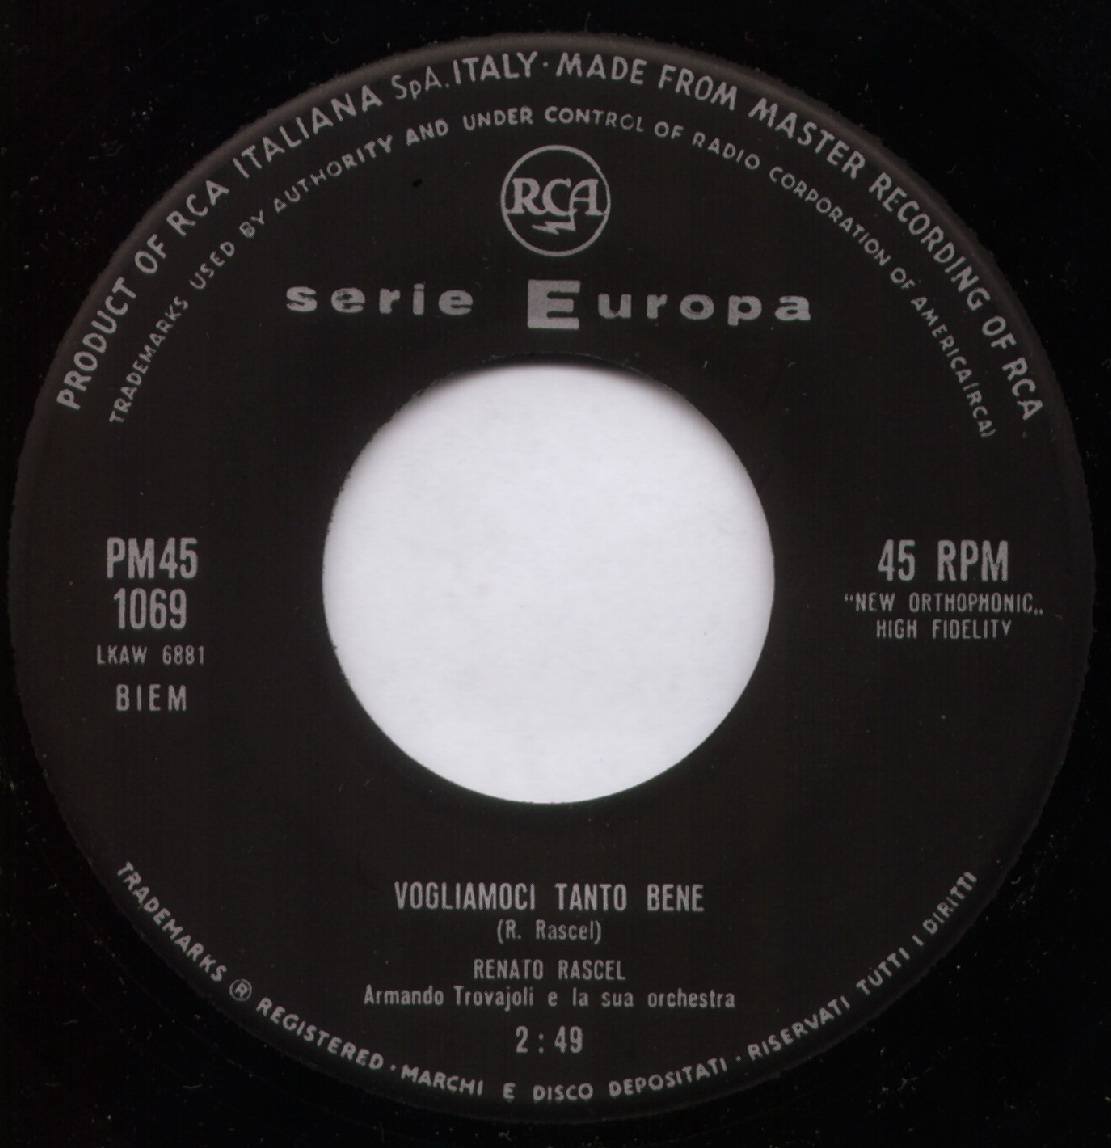 PRODUCT OF RCA ITALIANA SpA. ITALY · MADE FROM MASTER RECORDING OF RCA
TRADEMARKS USED BY AUTHORITY AND UNDER CONTROL OF RADIO CORPORATION OF AMERICA (RCA)
RCA
serie Europa
PM45
1069
LKAW 6881
BIEM
45 RPM
"NEW ORTHOPHONIC„
HIGH FIDELITY
VOGLIAMOCI TANTO BENE
(R. Rascel)
RENATO RASCEL
Armando Trovajoli e la sua orchestra
2:49
TRADEMARKS ® REGISTERED · MARCHI E DISCO DEPOSITATI · RISERVATI TUTTI I DIRITTI